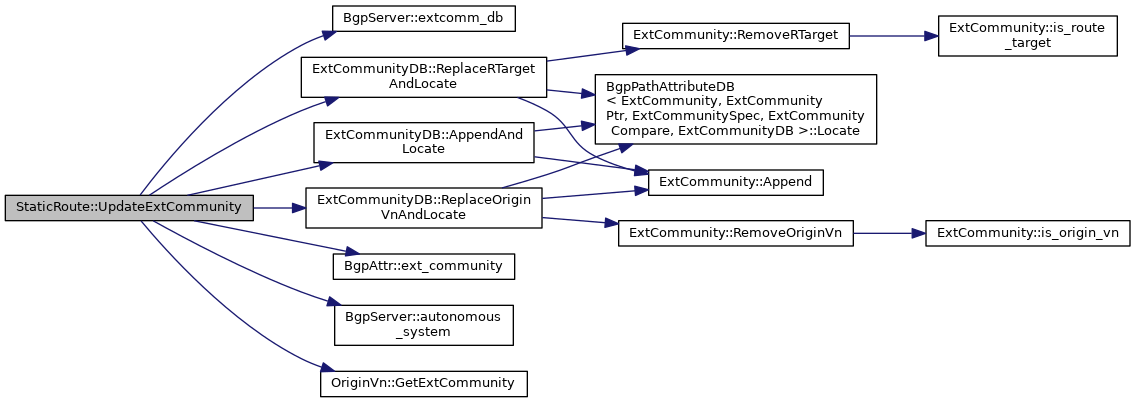 BgpServer::extcomm_db
ExtCommunity::RemoveRTarget
ExtCommunity::is_route
_target
ExtCommunityDB::ReplaceRTarget
AndLocate
BgpPathAttributeDB
< ExtCommunity, ExtCommunity
Ptr, ExtCommunitySpec, ExtCommunity
Compare, ExtCommunityDB >::Locate
ExtCommunityDB::AppendAnd
Locate
ExtCommunity::Append
StaticRoute::UpdateExtCommunity
ExtCommunityDB::ReplaceOrigin
VnAndLocate
ExtCommunity::RemoveOriginVn
ExtCommunity::is_origin_vn
BgpAttr::ext_community
BgpServer::autonomous
_system
OriginVn::GetExtCommunity